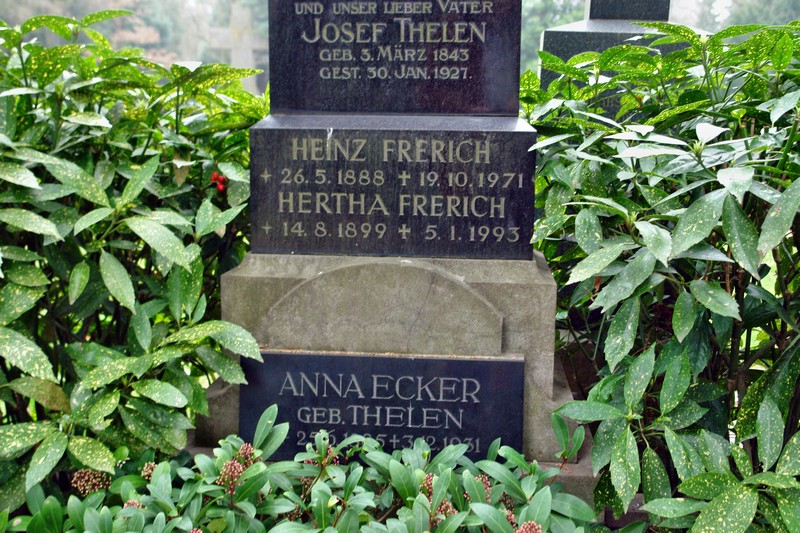 UND UNSER LIEBER VATER
JOSEF THELEN
GEB. 3. MÄRZ 1843
GEST. 30. JAN. 1927.
HEINZ FRERICH
+ 26.5.1888 + 19.10.1971
HERTHA FRERICH
+ 14.8.1899 + 5.1.1993
ANNA ECKER
GEB. THELEN
1931